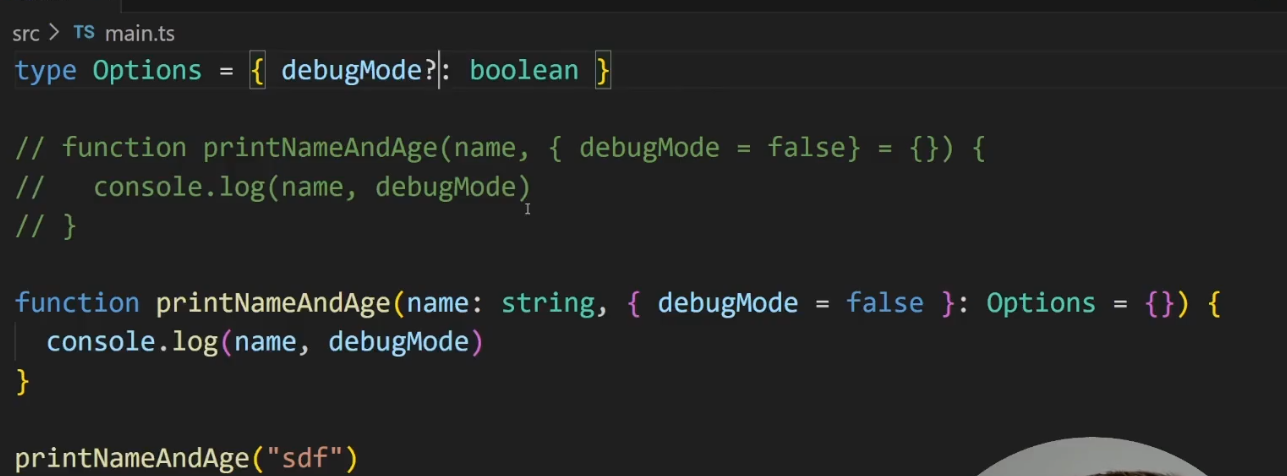 src > TS main.ts
type Options = { debugMode?: boolean }
// function printNameAndAge(name, { debugMode = false} = {}) {
//   console.log(name, debugMode)
// }
function printNameAndAge(name: string, { debugMode = false }: Options = {}) {
  console.log(name, debugMode)
}
printNameAndAge("sdf")